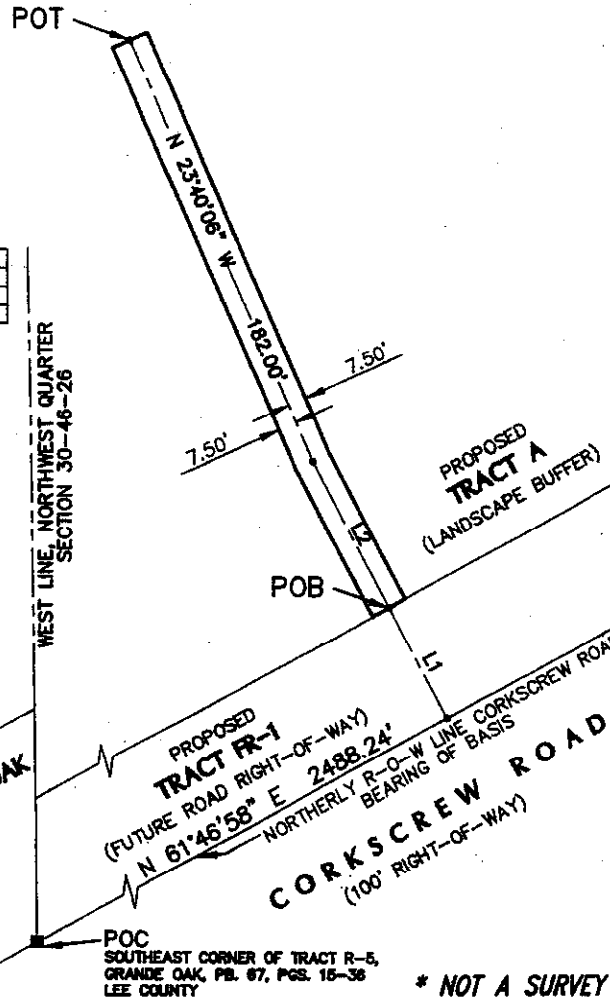 POT
N 23°40'06" W
182.00'
7.50'
7.50'
WEST LINE, NORTHWEST QUARTER
SECTION 30-46-26
PROPOSED
TRACT A
(LANDSCAPE BUFFER)
L2
POB
L1
PROPOSED
TRACT FR-1
(FUTURE ROAD RIGHT-OF-WAY)
N 61°46'58" E 2488.24'
NORTHERLY R-O-W LINE CORKSCREW ROAD
BEARING OF BASIS
CORKSCREW ROAD
(100' RIGHT-OF-WAY)
POC
SOUTHEAST CORNER OF TRACT R-5,
GRANDE OAK, PB. 67, PGS. 15-36
LEE COUNTY
* NOT A SURVEY